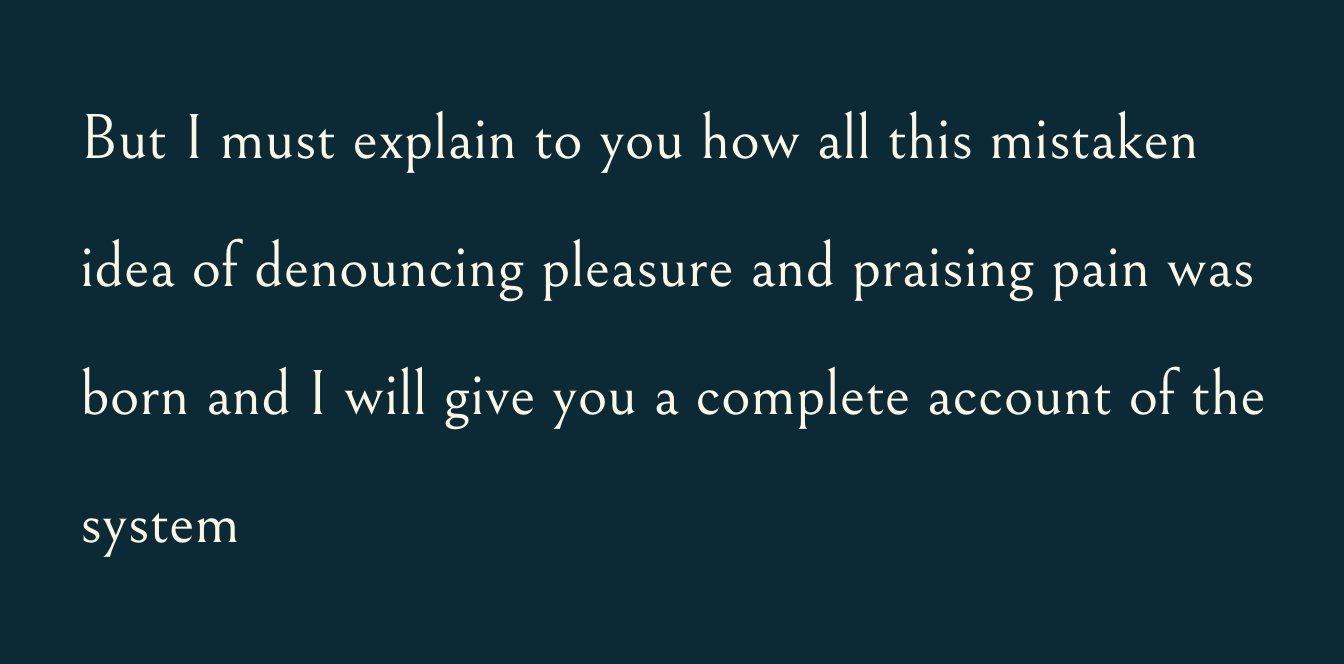 But I must explain to you how all this mistaken
idea of denouncing pleasure and praising pain was
born and I will give you a complete account of the
system